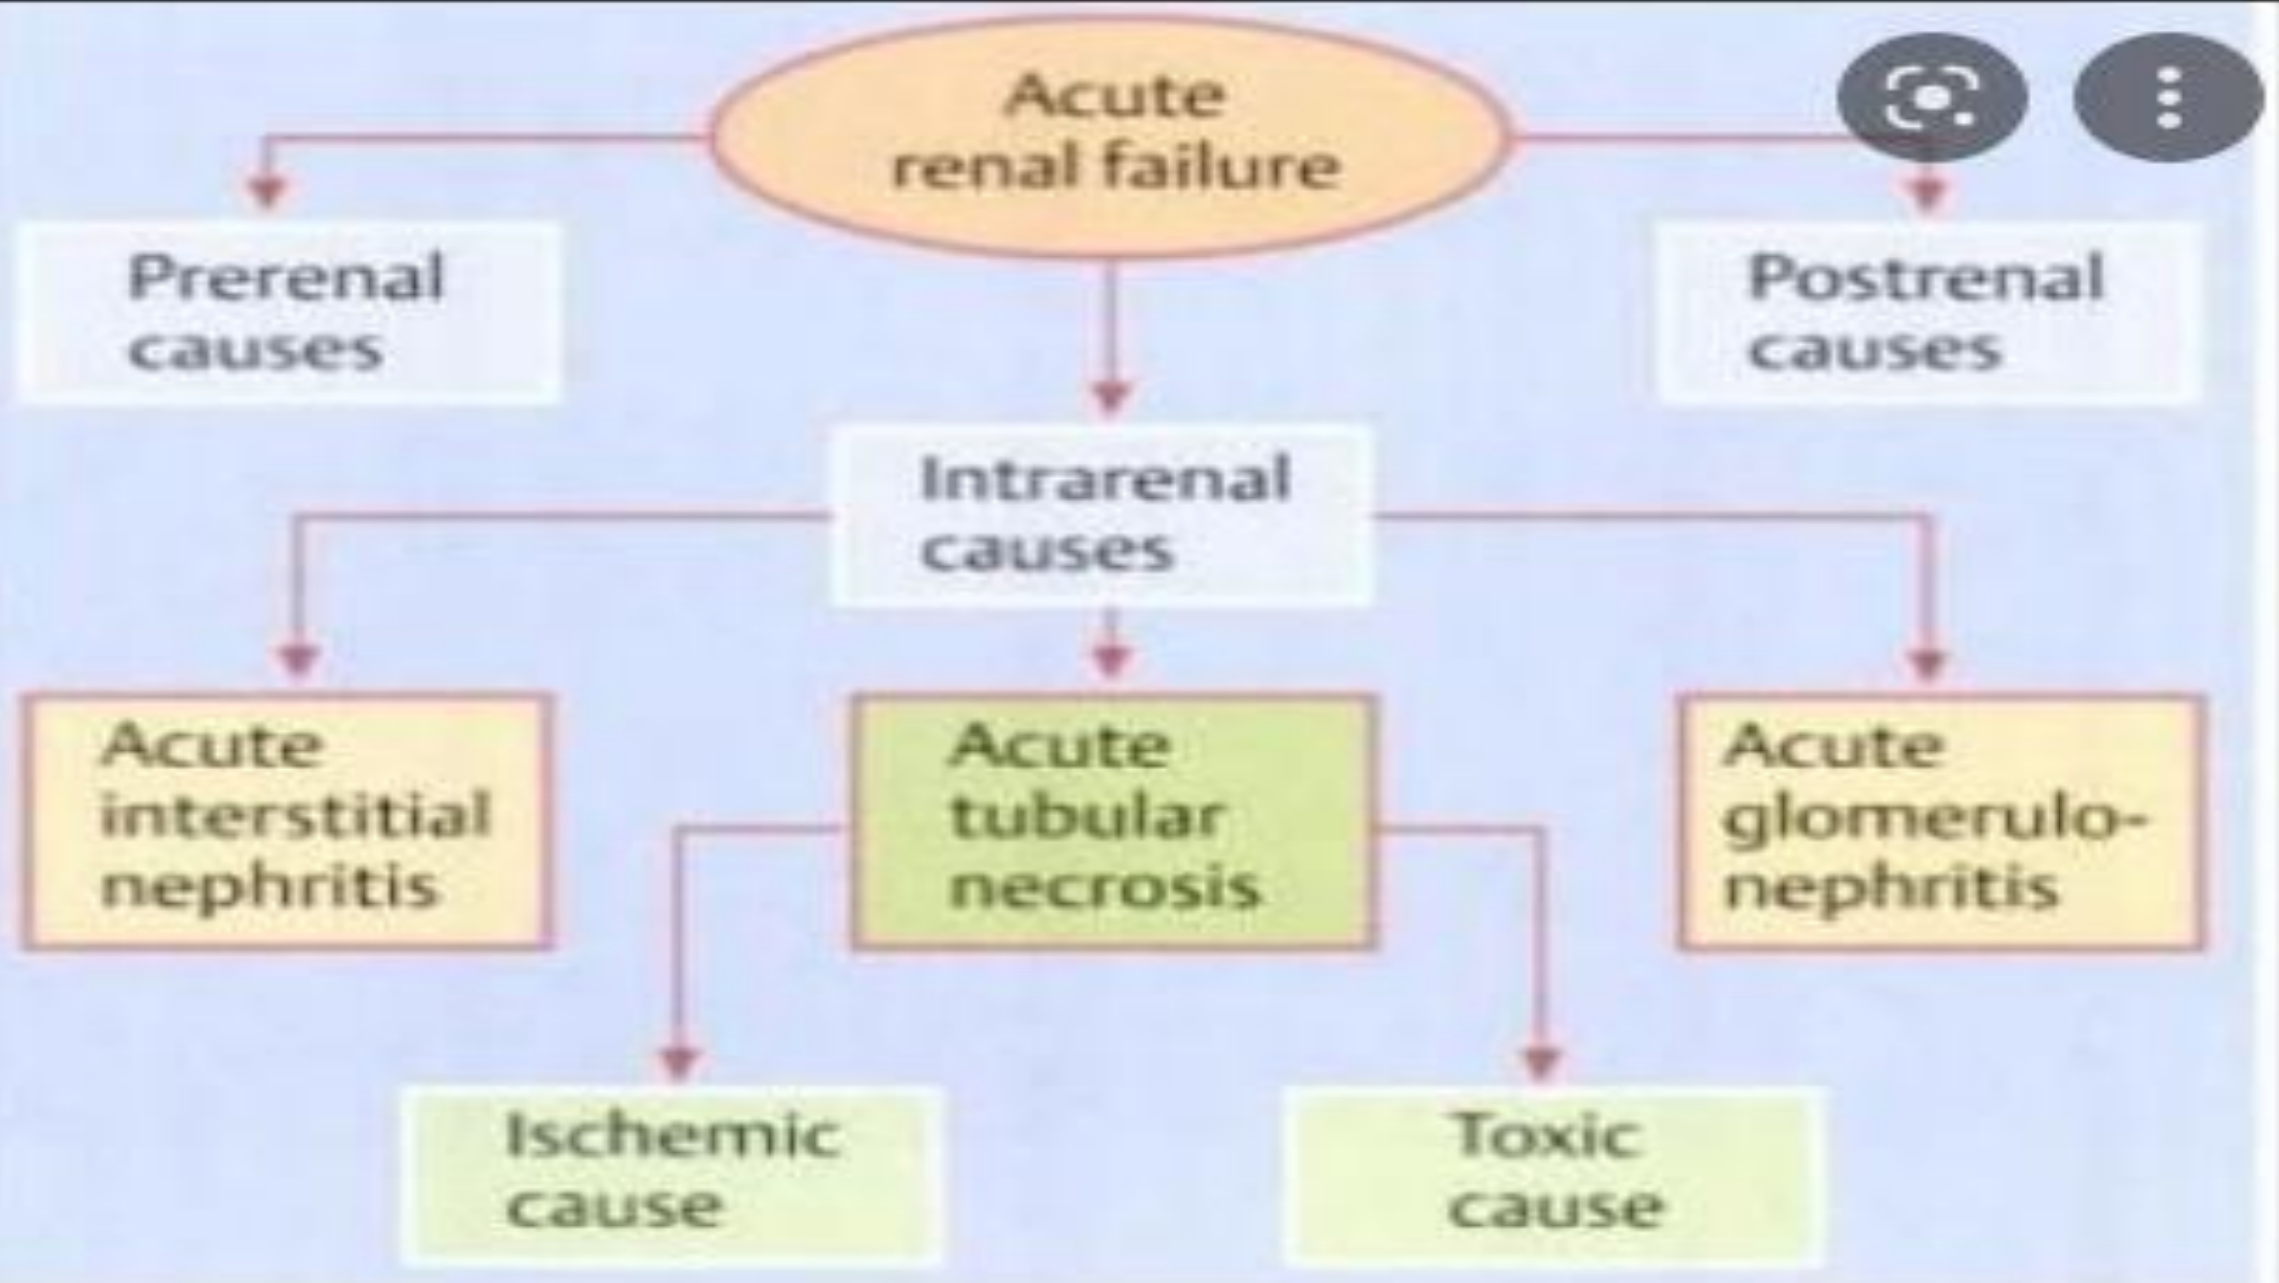 Acute
renal failure
Prerenal
causes
Postrenal
causes
Intrarenal
causes
Acute
interstitial
nephritis
Acute
tubular
necrosis
Acute
glomerulo-
nephritis
Ischemic
cause
Toxic
cause